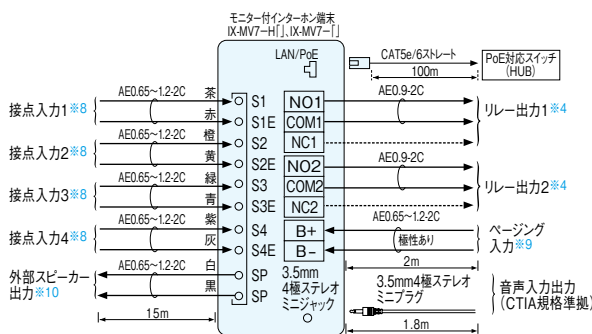 モニター付インターホン端末
IX-MV7-H「」、IX-MV7-「」
LAN/PoE
CAT5e/6ストレート
100m
PoE対応スイッチ
(HUB)
接点入力1※8
AE0.65～1.2-2C
茶
赤
S1
S1E
NO1
COM1
NC1
AE0.9-2C
リレー出力1※4
接点入力2※8
AE0.65～1.2-2C
橙
黄
S2
S2E
接点入力3※8
AE0.65～1.2-2C
緑
青
S3
S3E
NO2
COM2
NC2
AE0.9-2C
リレー出力2※4
接点入力4※8
AE0.65～1.2-2C
紫
灰
S4
S4E
B+
B-
AE0.65～1.2-2C
極性あり
ページング
入力※9
2m
外部スピーカー
出力※10
AE0.65～1.2-2C
白
黒
SP
SP
15m
3.5mm
4極ステレオ
ミニジャック
3.5mm4極ステレオ
ミニプラグ
1.8m
音声入力出力
(CTIA規格準拠)